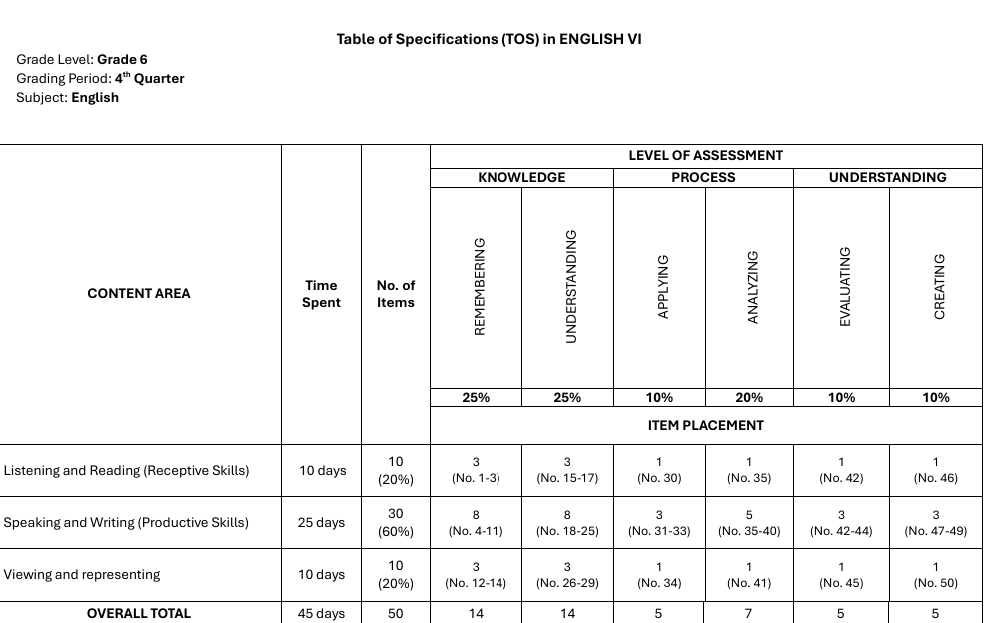 Table of Specifications (TOS) in ENGLISH VI
Grade Level: Grade 6
Grading Period: 4th Quarter
Subject: English
CONTENT AREA
Time
Spent
No. of
Items
LEVEL OF ASSESSMENT
KNOWLEDGE PROCESS UNDERSTANDING
REMEMBERING UNDERSTANDING APPLYING ANALYZING EVALUATING CREATING
25% 25% 10% 20% 10% 10%
ITEM PLACEMENT
Listening and Reading (Receptive Skills) 10 days 10 3 3 1 1 1 1
(20%) (No. 1-3) (No. 15-17) (No. 30) (No. 35) (No. 42) (No. 46)
Speaking and Writing (Productive Skills) 25 days 30 8 8 3 5 3 3
(60%) (No. 4-11) (No. 18-25) (No. 31-33) (No. 35-40) (No. 42-44) (No. 47-49)
Viewing and representing 10 days 10 3 3 1 1 1 1
(20%) (No. 12-14) (No. 26-29) (No. 34) (No. 41) (No. 45) (No. 50)
OVERALL TOTAL 45 days 50 14 14 5 7 5 5